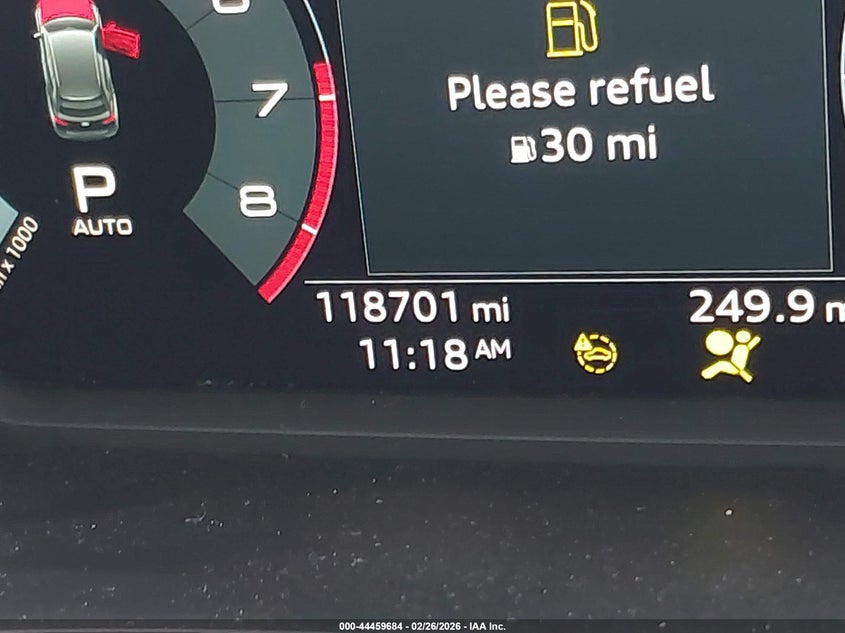 7
8
P
AUTO
x 1000
Please refuel
30 mi
118701 mi
249.9
11:18 AM
000-44459684 - 02/26/2026 - IAA Inc.